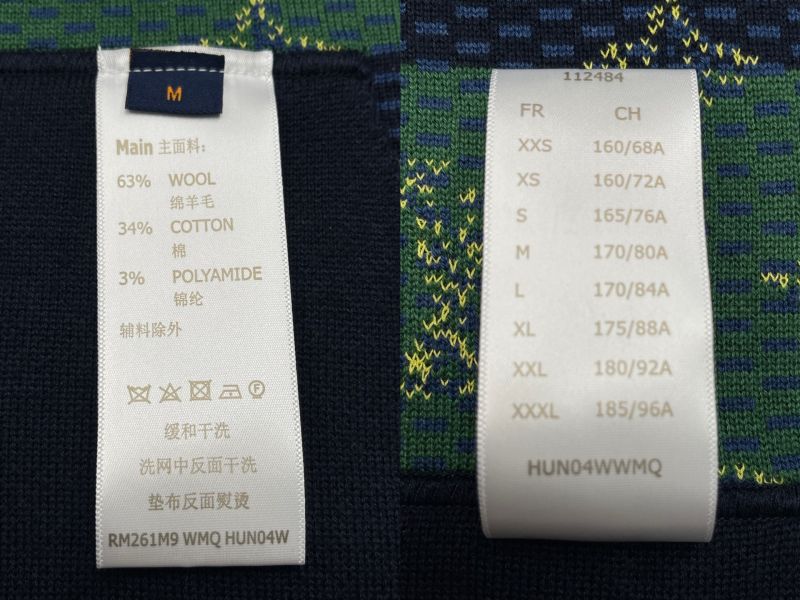 M
Main 主面料:
63% WOOL
绵羊毛
34% COTTON
棉
3% POLYAMIDE
锦纶
辅料除外
F
缓和干洗
洗网中反面干洗
垫布反面熨烫
RM261M9 WMQ HUN04W
112484
FR CH
XXS 160/68A
XS 160/72A
S 165/76A
M 170/80A
L 170/84A
XL 175/88A
XXL 180/92A
XXXL 185/96A
HUN04WWMQ